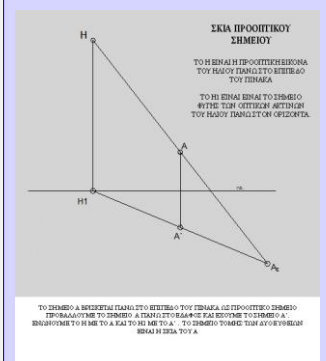 ΣΚΙΑ ΠΡΟΟΠΤΙΚΟΥ
ΣΗΜΕΙΟΥ
ΤΟ Η ΕΙΝΑΙ Η ΠΡΟΟΠΤΙΚΗ ΕΙΚΟΝΑ
ΤΟΥ ΗΛΙΟΥ ΠΑΝΩ ΣΤΟ ΕΠΙΠΕΔΟ
ΤΟΥ ΠΙΝΑΚΑ
ΤΟ Η1 ΕΙΝΑΙ ΕΙΝΑΙ ΤΟ ΣΗΜΕΙΟ
ΦΥΓΗΣ ΤΩΝ ΟΠΤΙΚΩΝ ΑΚΤΙΝΩΝ
ΤΟΥ ΗΛΙΟΥ ΠΑΝΩ ΣΤΟΝ ΟΡΙΖΟΝΤΑ.
H
A
H1
A΄
As
ΤΟ ΣΗΜΕΙΟ Α ΒΡΙΣΚΕΤΑΙ ΠΑΝΩ ΣΤΟ ΕΠΙΠΕΔΟ ΤΟΥ ΠΙΝΑΚΑ ΩΣ ΠΡΟΟΠΤΙΚΟ ΣΗΜΕΙΟ
ΠΡΟΒΑΛΛΟΥΜΕ ΤΟ ΣΗΜΕΙΟ Α ΠΑΝΩ ΣΤΟ ΕΔΑΦΟΣ ΚΑΙ ΕΧΟΥΜΕ ΤΟ ΣΗΜΕΙΟ Α΄.
ΕΝΩΝΟΥΜΕ ΤΟ Η ΜΕ ΤΟ Α ΚΑΙ ΤΟ Η1 ΜΕ ΤΟ Α΄ . ΤΟ ΣΗΜΕΙΟ ΤΟΜΗΣ ΤΩΝ ΔΥΟ ΕΥΘΕΙΩΝ
ΕΙΝΑΙ Η ΣΚΙΑ ΤΟΥ Α